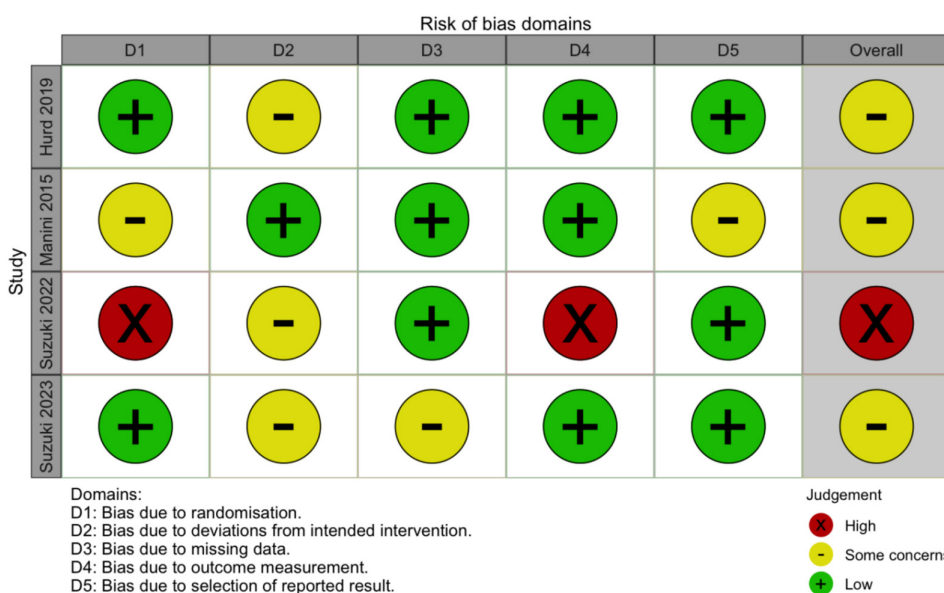 Risk of bias domains
D1 D2 D3 D4 D5 Overall
Study
Hurd 2019
+ - + + + -
Manini 2015
- + + + - -
Suzuki 2022
X - + X + X
Suzuki 2023
+ - - + + -
Domains:
D1: Bias due to randomisation.
D2: Bias due to deviations from intended intervention.
D3: Bias due to missing data.
D4: Bias due to outcome measurement.
D5: Bias due to selection of reported result.
Judgement
X High
- Some concerns
+ Low